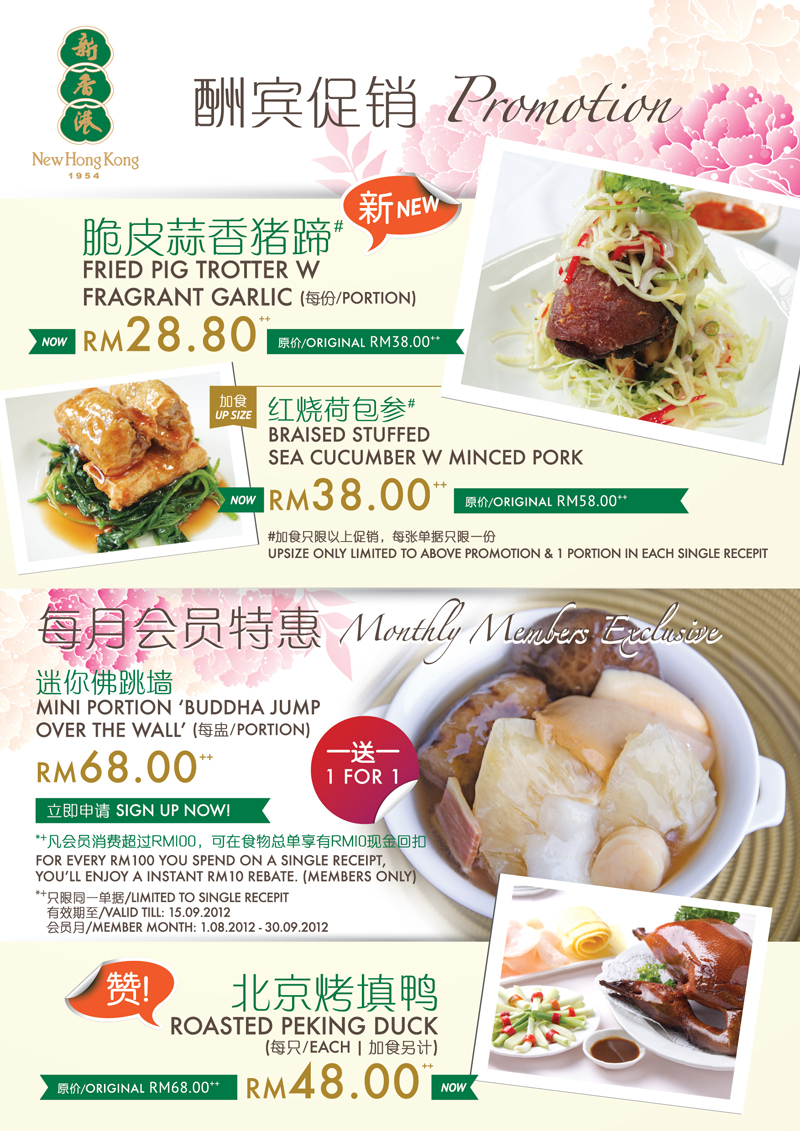 新
香
港
New Hong Kong
1954
酬宾促销 Promotion
新 NEW
脆皮蒜香猪蹄#
FRIED PIG TROTTER W
FRAGRANT GARLIC (每份/PORTION)
NOW RM28.80++ 原价/ORIGINAL RM38.00++
加食
UP SIZE
红烧荷包参#
BRAISED STUFFED
SEA CUCUMBER W MINCED PORK
NOW RM38.00++ 原价/ORIGINAL RM58.00++
#加食只限以上促销，每张单据只限一份
UPSIZE ONLY LIMITED TO ABOVE PROMOTION & 1 PORTION IN EACH SINGLE RECEPIT
每月会员特惠 Monthly Members Exclusive
迷你佛跳墙
MINI PORTION ‘BUDDHA JUMP
OVER THE WALL’ (每盅/PORTION)
RM68.00++
一送一
1 FOR 1
立即申请 SIGN UP NOW!
*+凡会员消费超过RM100，可在食物总单享有RM10现金回扣
FOR EVERY RM100 YOU SPEND ON A SINGLE RECEIPT,
YOU’LL ENJOY A INSTANT RM10 REBATE. (MEMBERS ONLY)
*+只限同一单据/LIMITED TO SINGLE RECEPIT
有效期至/VALID TILL: 15.09.2012
会员月/MEMBER MONTH: 1.08.2012 - 30.09.2012
赞!
北京烤填鸭
ROASTED PEKING DUCK
(每只/EACH | 加食另计)
原价/ORIGINAL RM68.00++ RM48.00++ NOW